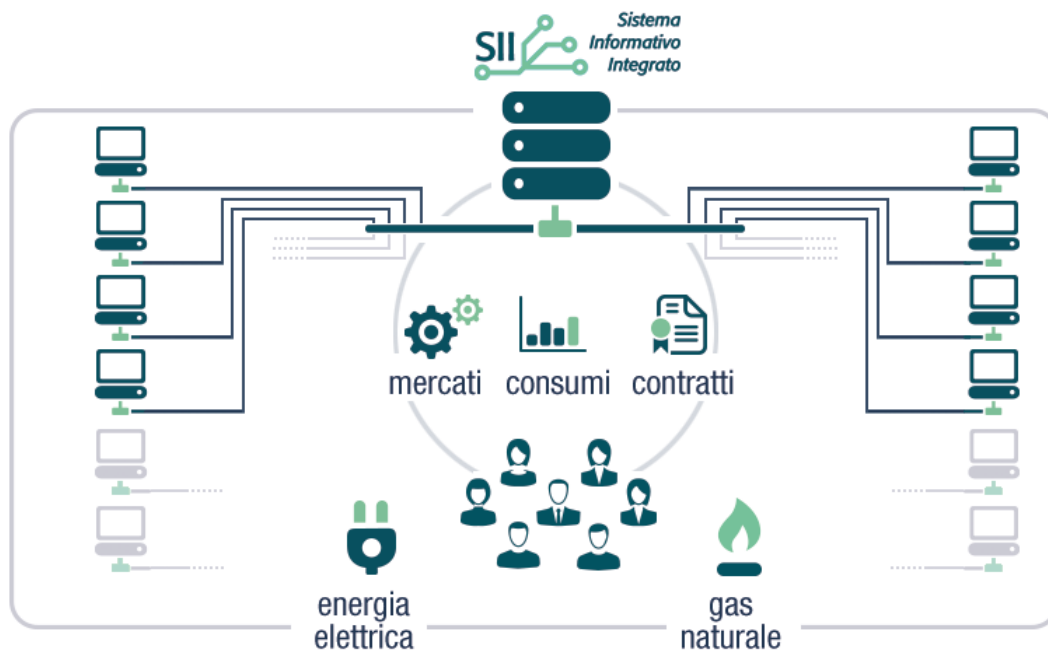 SII
Sistema
Informativo
Integrato
mercati
consumi
contratti
energia
elettrica
gas
naturale